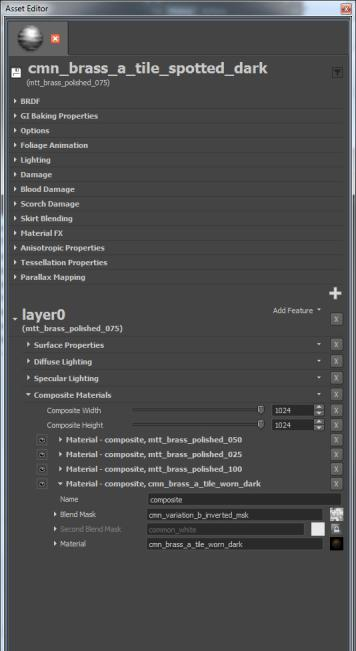 Asset Editor
cmn_brass_a_tile_spotted_dark
(mtt_brass_polished_075)
BRDF
GI Baking Properties
Options
Foliage Animation
Lighting
Damage
Blood Damage
Scorch Damage
Skirt Blending
Material FX
Anisotropic Properties
Tessellation Properties
Parallax Mapping
layer0
Add Feature
X
(mtt_brass_polished_075)
Surface Properties
X
Diffuse Lighting
X
Specular Lighting
X
Composite Materials
X
Composite Width
1024
X
Composite Height
1024
X
Material - composite, mtt_brass_polished_050
X
Material - composite, mtt_brass_polished_025
X
Material - composite, mtt_brass_polished_100
X
Material - composite, cmn_brass_a_tile_worn_dark
X
Name
composite
Blend Mask
cmn_variation_b_inverted_msk
Second Blend Mask
common_white
Material
cmn_brass_a_tile_worn_dark